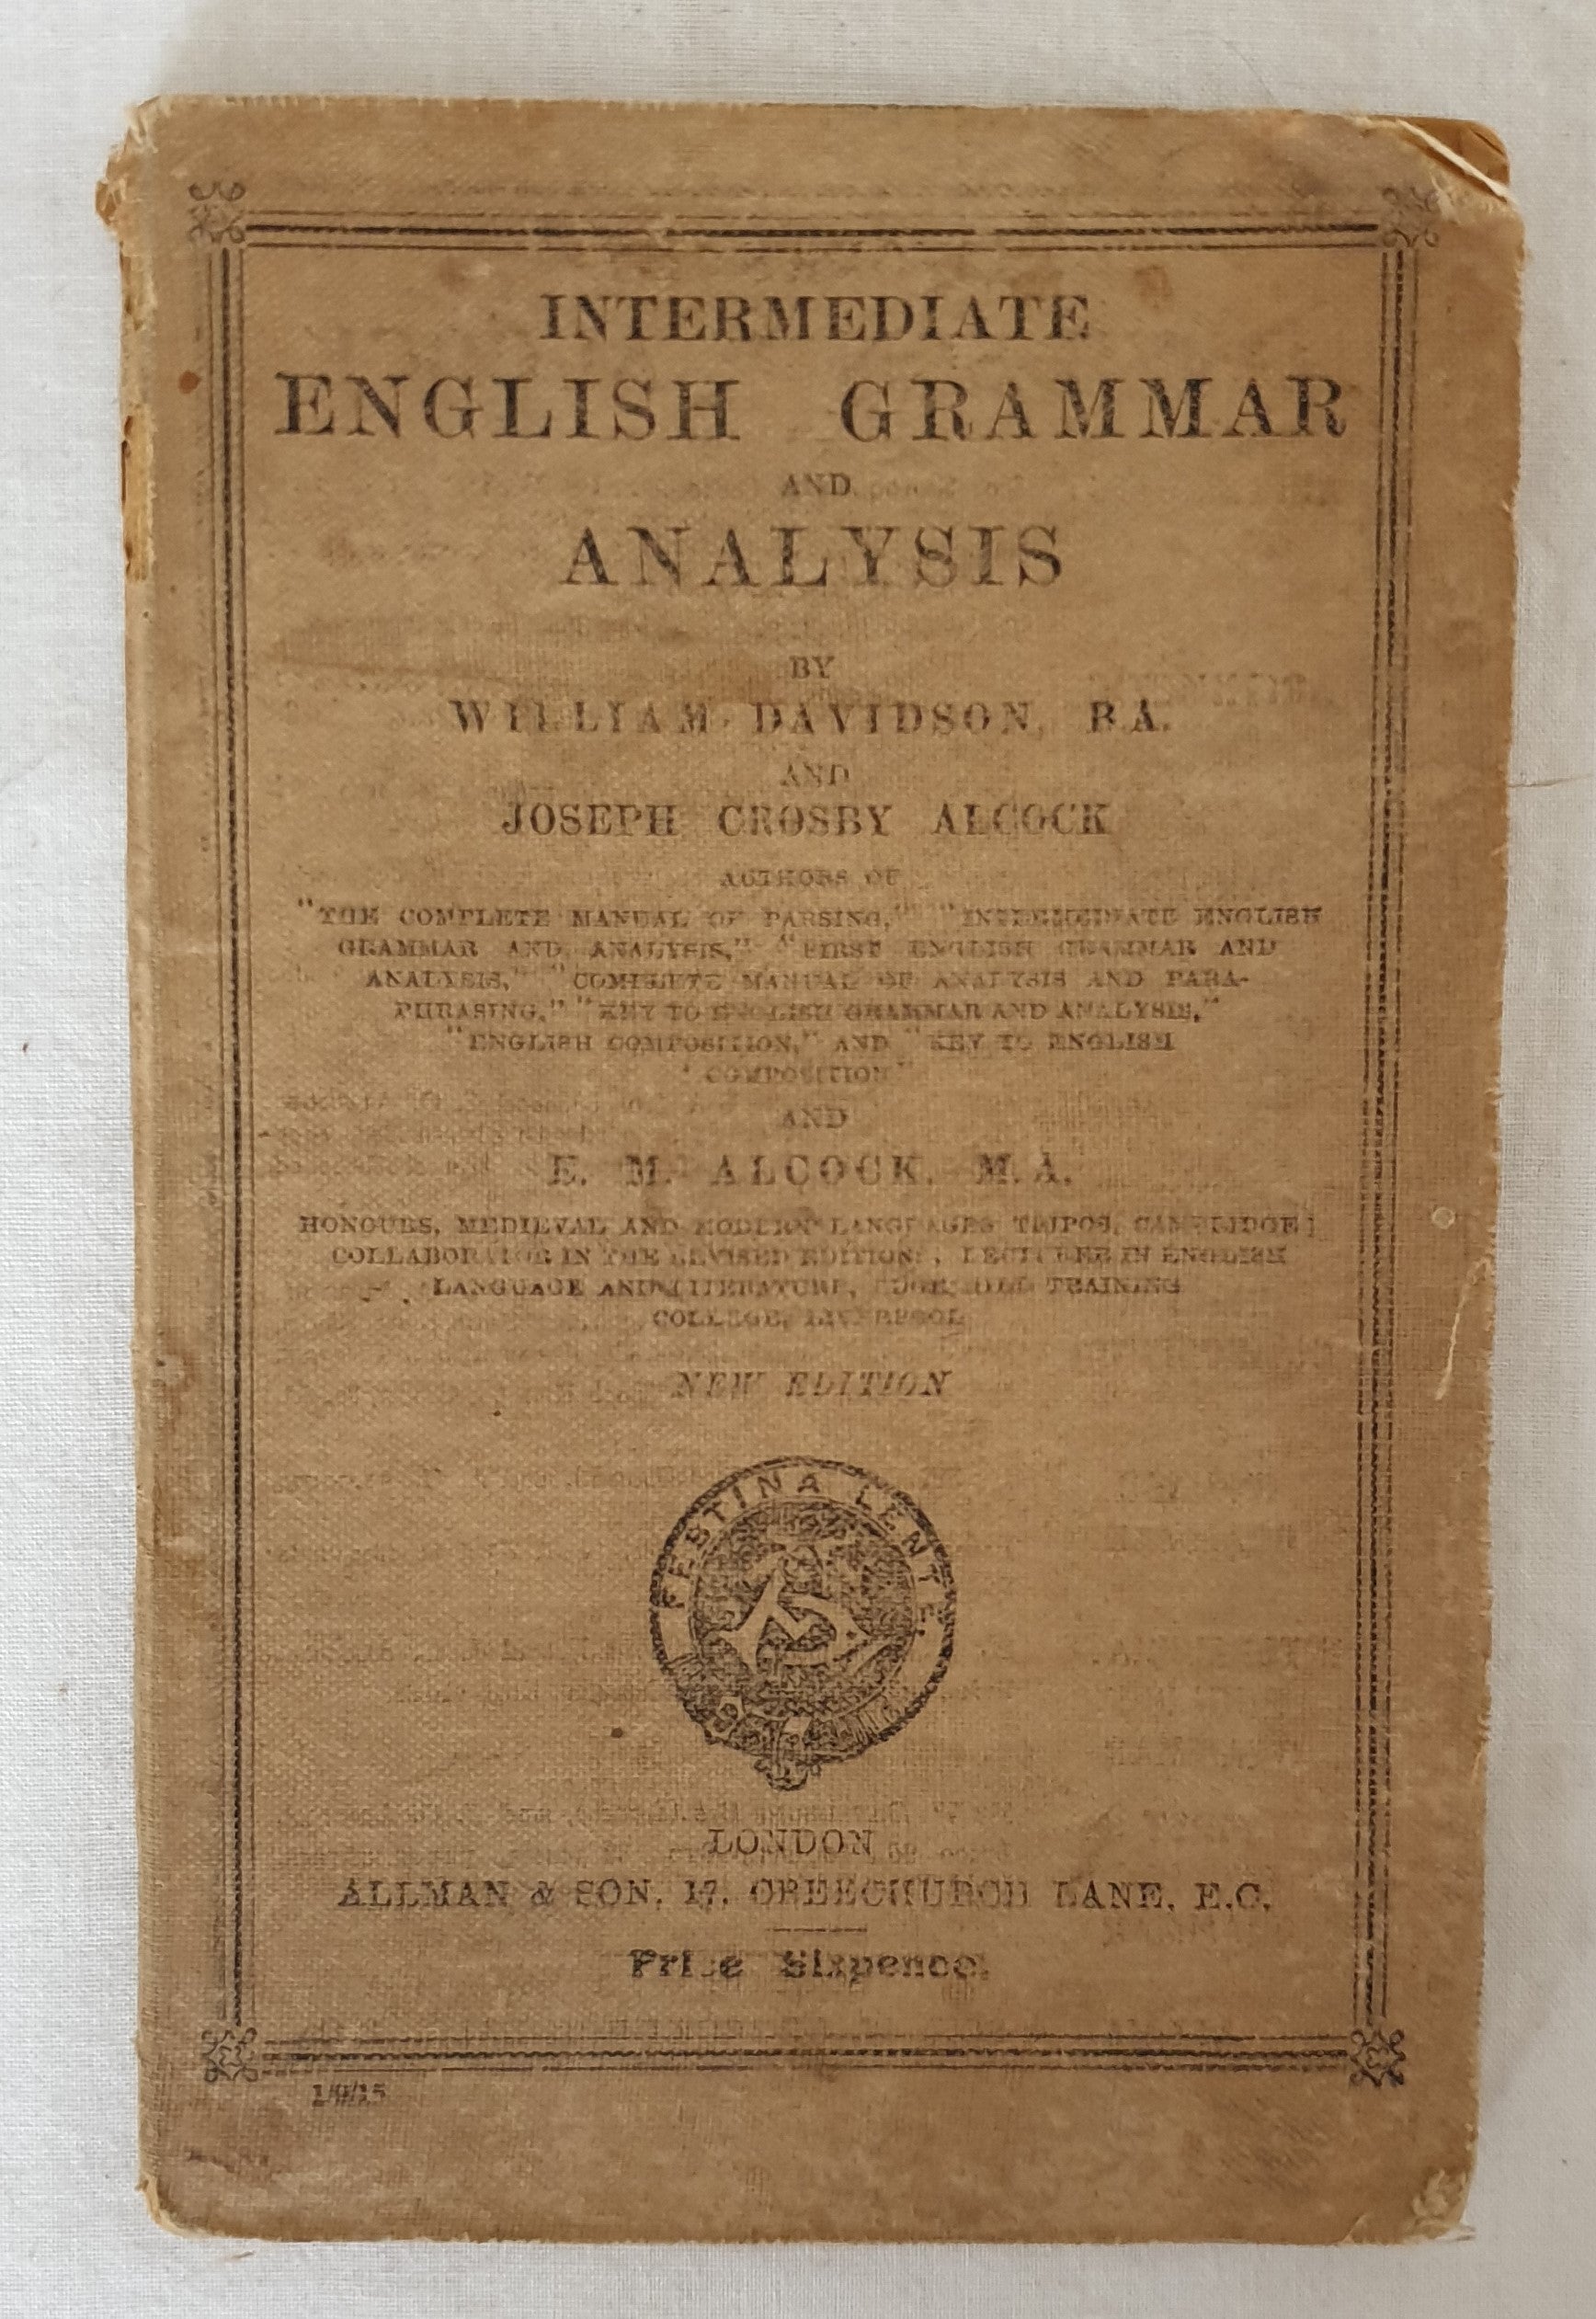 INTERMEDIATE
ENGLISH GRAMMAR
AND
ANALYSIS
BY
WILLIAM DAVIDSON, B.A.
AND
JOSEPH CROSBY ALCOCK
AUTHORS OF
"THE COMPLETE MANUAL OF PARSING," "INTERMEDIATE ENGLISH
GRAMMAR AND ANALYSIS," "FIRST ENGLISH GRAMMAR AND
ANALYSIS," "COMPLETE MANUAL OF ANALYSIS AND PARA-
PHRASING," "KEY TO ENGLISH GRAMMAR AND ANALYSIS,"
"ENGLISH COMPOSITION," AND "KEY TO ENGLISH
COMPOSITION"
AND
E. M. ALCOCK, M.A.
HONOURS, MEDIEVAL AND MODERN LANGUAGES TRIPOS, CAMBRIDGE;
COLLABORATOR IN THE REVISED EDITION; LECTURER IN ENGLISH
LANGUAGE AND LITERATURE, EDGE HILL TRAINING
COLLEGE, LIVERPOOL
NEW EDITION
FESTINA LENTE
LONDON
ALLMAN & SON, 17, CREECHURCH LANE, E.C.
Price Sixpence.